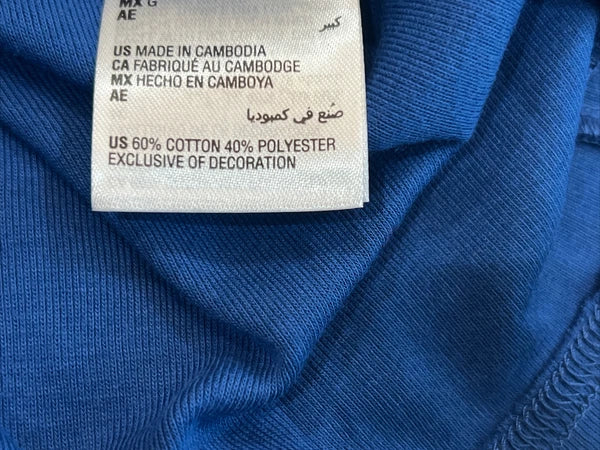 MX G
AE
كبير
US MADE IN CAMBODIA
CA FABRIQUÉ AU CAMBODGE
MX HECHO EN CAMBOYA
AE
صُنع في كمبوديا
US 60% COTTON 40% POLYESTER
EXCLUSIVE OF DECORATION